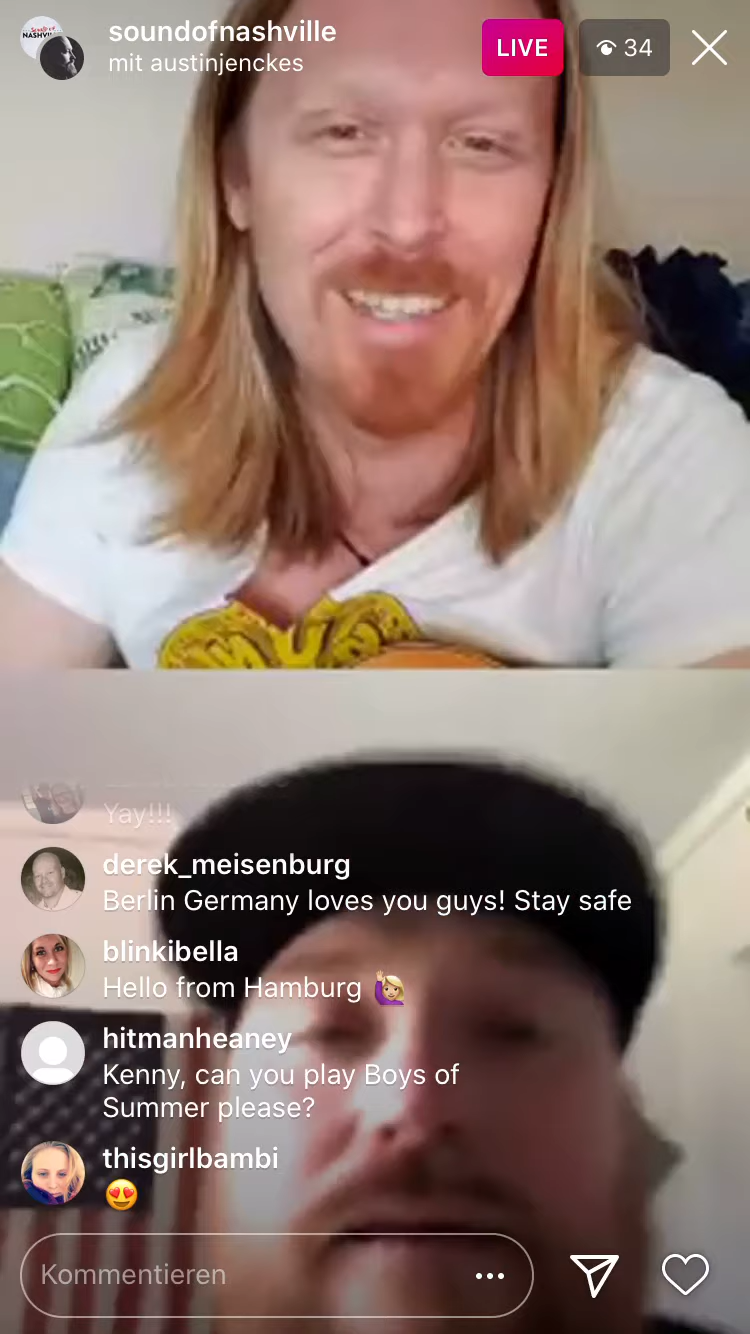 soundofnashville
mit austinjenckes
LIVE
34
Yay!!!
derek_meisenburg
Berlin Germany loves you guys! Stay safe
blinkibella
Hello from Hamburg 🙋🏼‍♀️
hitmanheaney
Kenny, can you play Boys of
Summer please?
thisgirlbambi
😍
Kommentieren